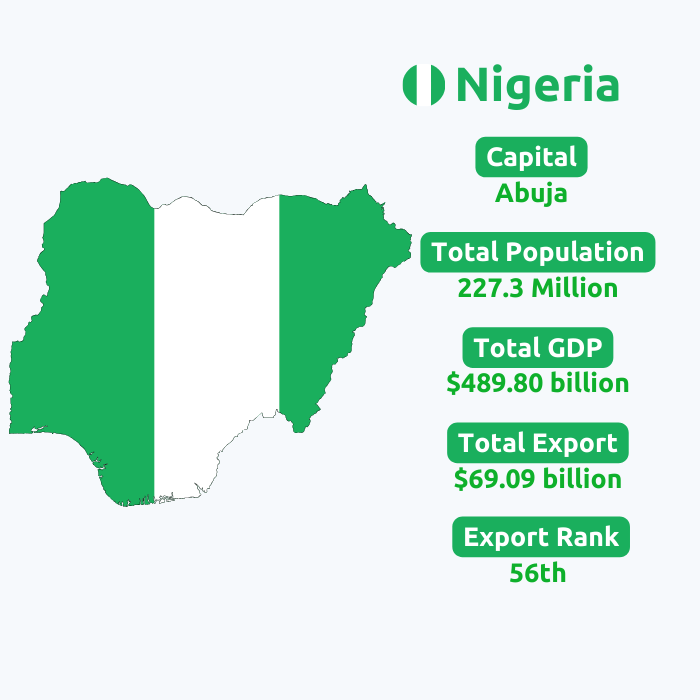 Nigeria
Capital
Abuja
Total Population
227.3 Million
Total GDP
$489.80 billion
Total Export
$69.09 billion
Export Rank
56th